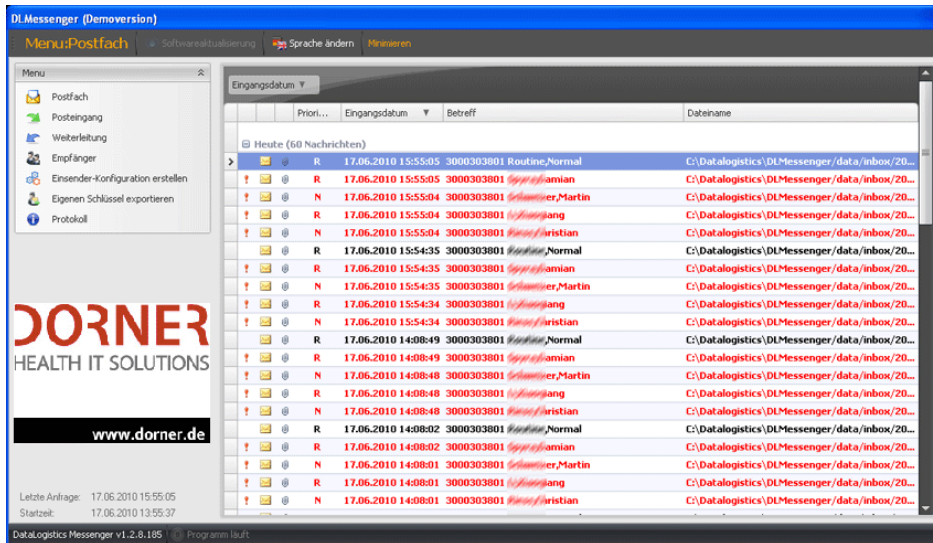 DLMessenger (Demoversion)
Menu:Postfach Softwareaktualisierung Sprache ändern Minimieren
Menu
Postfach
Posteingang
Weiterleitung
Empfänger
Einsender-Konfiguration erstellen
Eigenen Schlüssel exportieren
Protokoll
DORNER
HEALTH IT SOLUTIONS
www.dorner.de
Letzte Anfrage: 17.06.2010 15:55:05
Startzeit: 17.06.2010 13:55:37
Eingangsdatum
Priori... Eingangsdatum Betreff Dateiname
Heute (60 Nachrichten)
R 17.06.2010 15:55:05 3000303801 Routine,Normal C:\Datalogistics\DLMessenger/data/inbox/20...
! R 17.06.2010 15:55:05 3000303801 amian C:\Datalogistics\DLMessenger/data/inbox/20...
! N 17.06.2010 15:55:04 3000303801 er,Martin C:\Datalogistics\DLMessenger/data/inbox/20...
! R 17.06.2010 15:55:04 3000303801 ang C:\Datalogistics\DLMessenger/data/inbox/20...
! N 17.06.2010 15:55:04 3000303801 ristian C:\Datalogistics\DLMessenger/data/inbox/20...
R 17.06.2010 15:54:35 3000303801 ,Normal C:\Datalogistics\DLMessenger/data/inbox/20...
! R 17.06.2010 15:54:35 3000303801 amian C:\Datalogistics\DLMessenger/data/inbox/20...
! N 17.06.2010 15:54:35 3000303801 er,Martin C:\Datalogistics\DLMessenger/data/inbox/20...
! R 17.06.2010 15:54:34 3000303801 ang C:\Datalogistics\DLMessenger/data/inbox/20...
! N 17.06.2010 15:54:34 3000303801 ristian C:\Datalogistics\DLMessenger/data/inbox/20...
R 17.06.2010 14:08:49 3000303801 ,Normal C:\Datalogistics\DLMessenger/data/inbox/20...
! R 17.06.2010 14:08:49 3000303801 amian C:\Datalogistics\DLMessenger/data/inbox/20...
! N 17.06.2010 14:08:48 3000303801 er,Martin C:\Datalogistics\DLMessenger/data/inbox/20...
! R 17.06.2010 14:08:48 3000303801 ang C:\Datalogistics\DLMessenger/data/inbox/20...
! N 17.06.2010 14:08:48 3000303801 ristian C:\Datalogistics\DLMessenger/data/inbox/20...
R 17.06.2010 14:08:02 3000303801 ,Normal C:\Datalogistics\DLMessenger/data/inbox/20...
! R 17.06.2010 14:08:02 3000303801 amian C:\Datalogistics\DLMessenger/data/inbox/20...
! N 17.06.2010 14:08:01 3000303801 er,Martin C:\Datalogistics\DLMessenger/data/inbox/20...
! R 17.06.2010 14:08:01 3000303801 ang C:\Datalogistics\DLMessenger/data/inbox/20...
! N 17.06.2010 14:08:01 3000303801 ristian C:\Datalogistics\DLMessenger/data/inbox/20...
DataLogistics Messenger v1.2.8.185 Programm läuft